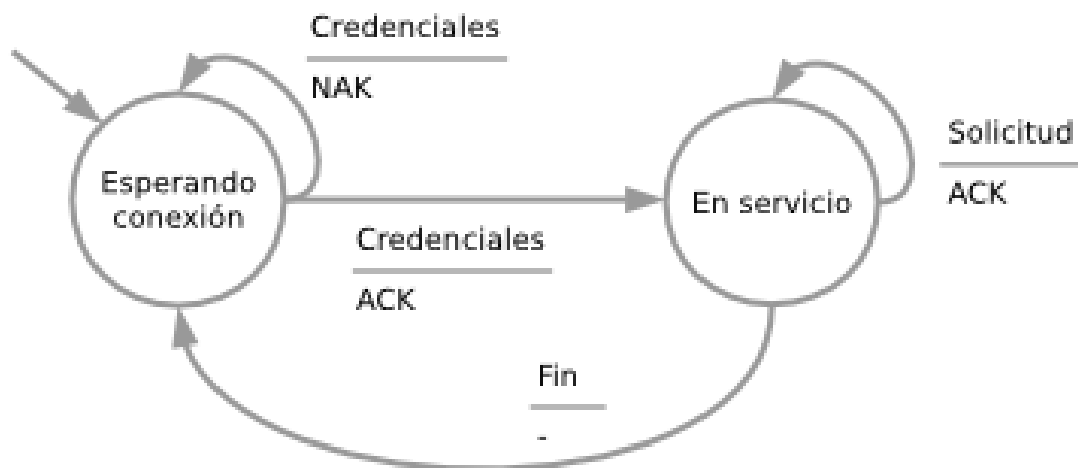 Credenciales
NAK
Esperando
conexión
Credenciales
ACK
En servicio
Solicitud
ACK
Fin
-